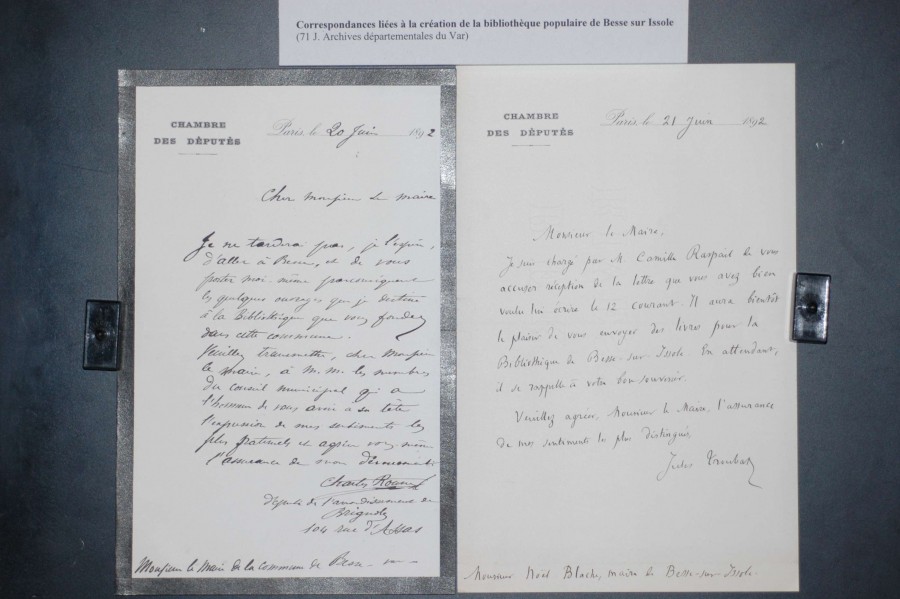 Correspondances liées à la création de la bibliothèque populaire de Besse sur Issole
(71 J. Archives départementales du Var)
CHAMBRE
DES DÉPUTÉS
Paris, le 20 Juin 1892
Cher monsieur le maire
Je ne tarderai pas, je l'espère,
d'aller à Besse, et de vous
porter moi-même par conséquent
les quelques ouvrages que je destine
à la Bibliothèque que vous fondez
dans cette commune.
Veuillez transmettre, cher Monsieur
le Maire, à M.M. les membres
du conseil municipal qui a
l'honneur de vous avoir à sa tête
l'expression de mes sentiments les
plus fraternels et agréez vous même
l'assurance de mon dévouement
Charles
député de l'arrondissement de
Brignoles
104 rue d'Assas
Monsieur le Maire de la commune de Besse
CHAMBRE
DES DÉPUTÉS
Paris, le 21 Juin 1892
Monsieur le Maire,
Je suis chargé par M. Camille Raspail de vous
accuser réception de la lettre que vous avez bien
voulu lui écrire le 12 courant. Il aura bientôt
le plaisir de vous envoyer des livres pour la
Bibliothèque de Besse-sur-Issole. En attendant,
il se rappelle à votre bon souvenir.
Veuillez agréer, Monsieur le Maire, l'assurance
de mes sentiments les plus distingués
Jules
Monsieur Noël Blache, maire de Besse-sur-Issole.